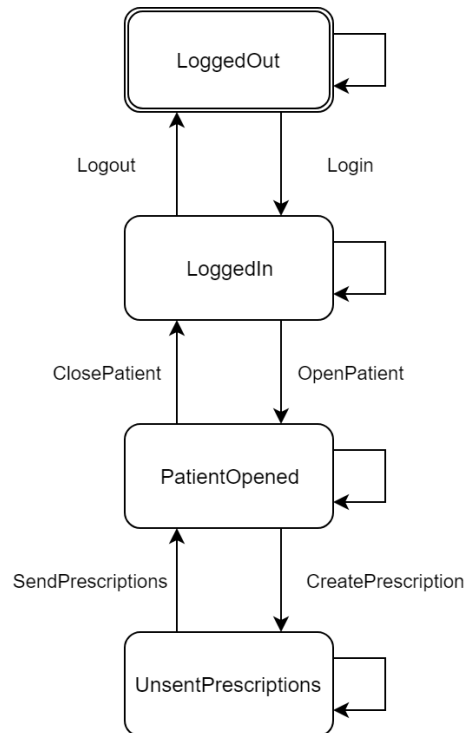 LoggedOut
Logout
Login
LoggedIn
ClosePatient
OpenPatient
PatientOpened
SendPrescriptions
CreatePrescription
UnsentPrescriptions